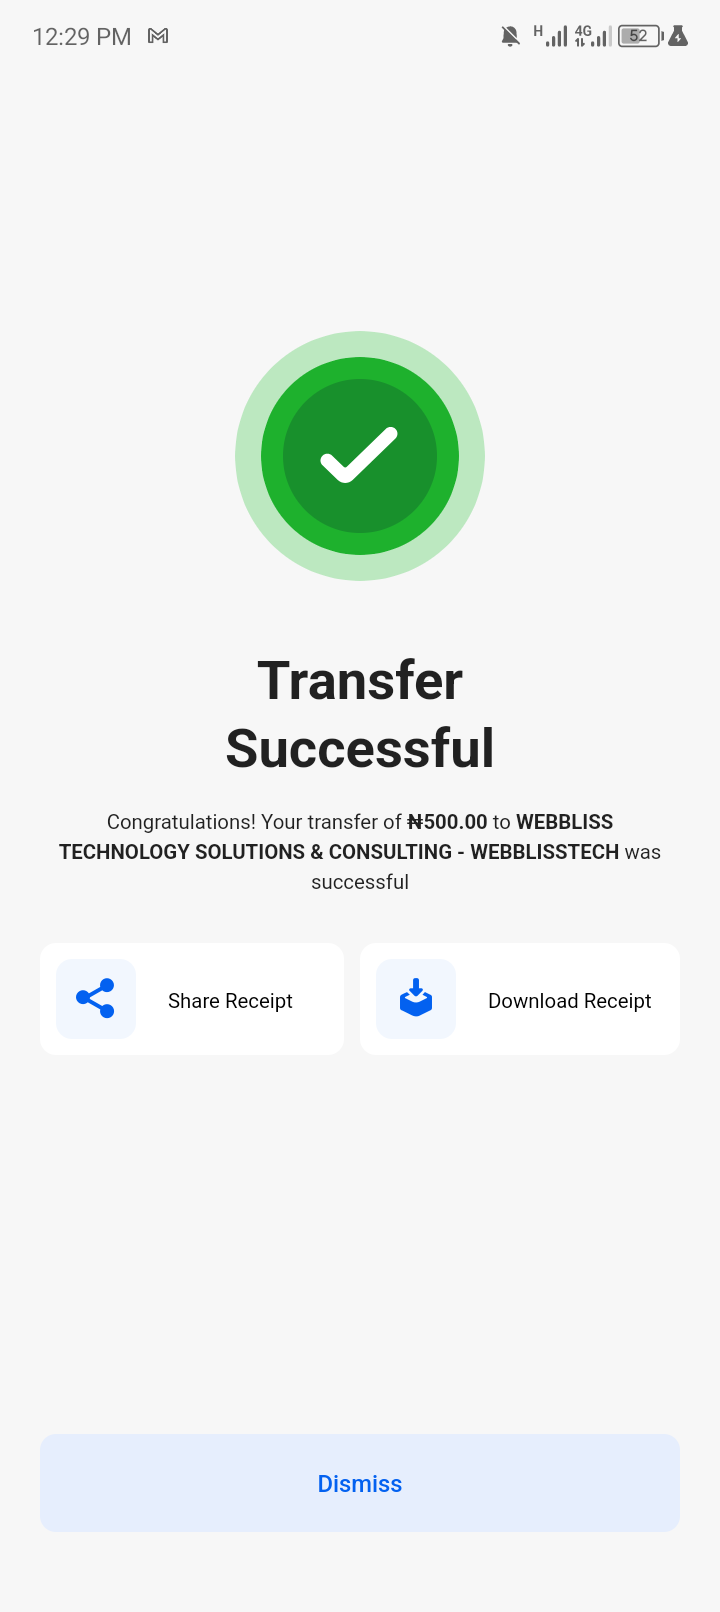 12:29 PM
H 4G 52
Transfer
Successful
Congratulations! Your transfer of ₦500.00 to WEBBLISS
TECHNOLOGY SOLUTIONS & CONSULTING - WEBBLISSTECH was
successful
Share Receipt
Download Receipt
Dismiss